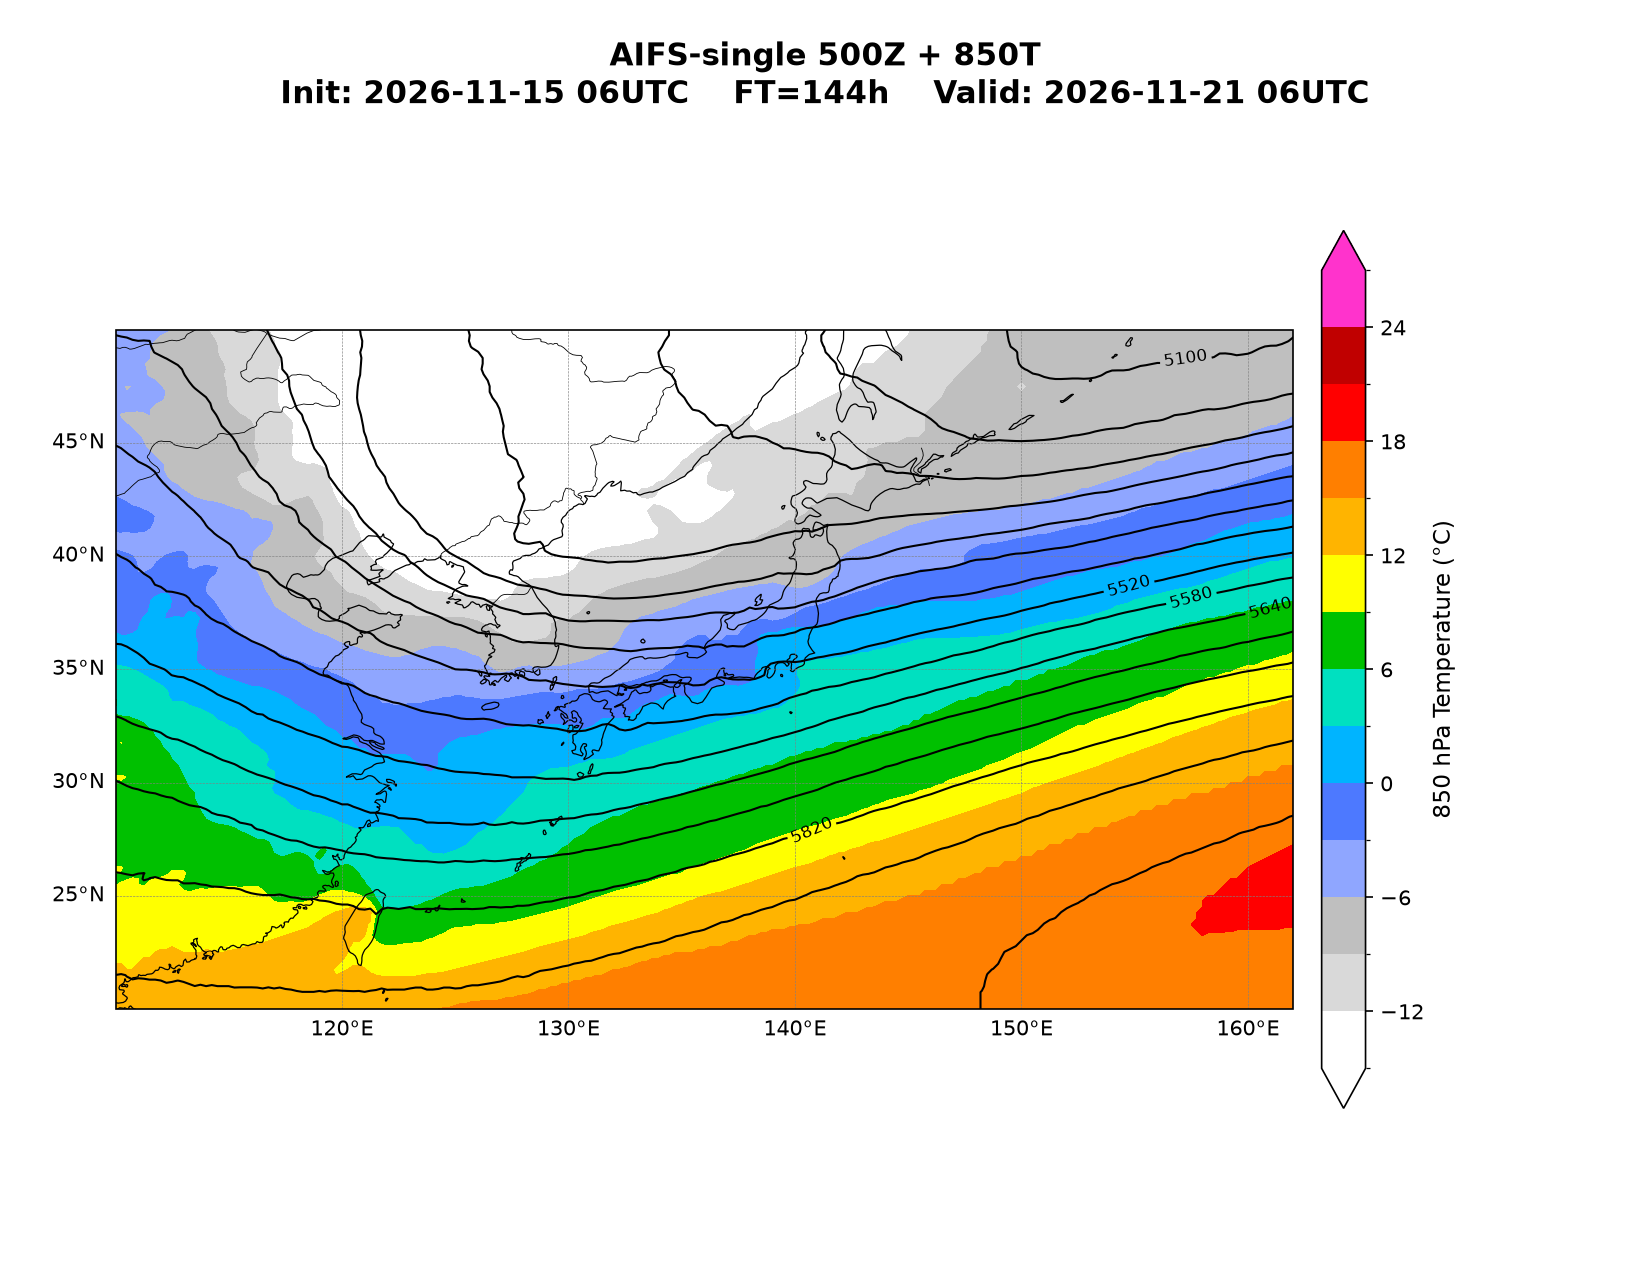 AIFS-single 500Z + 850T
Init: 2026-11-15 06UTC    FT=144h    Valid: 2026-11-21 06UTC
24
18
12
6
0
−6
−12
850 hPa Temperature (°C)
45°N
40°N
35°N
30°N
25°N
5100
5520
5580
5640
5820
120°E
130°E
140°E
150°E
160°E